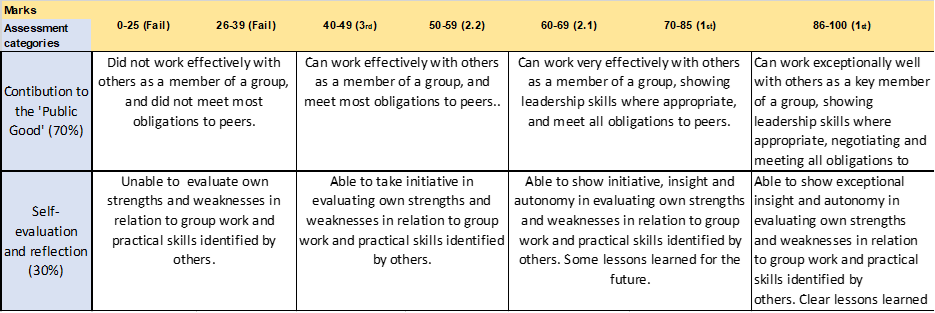 Marks
Assessment
categories
0-25 (Fail)
26-39 (Fail)
40-49 (3rd)
50-59 (2.2)
60-69 (2.1)
70-85 (1st)
86-100 (1st)
Contibution to
the 'Public
Good' (70%)
Did not work effectively with
others as a member of a group,
and did not meet most
obligations to peers.
Can work effectively with others
as a member of a group, and
meet most obligations to peers..
Can work very effectively with others
as a member of a group, showing
leadership skills where appropriate,
and meet all obligations to peers.
Can work exceptionally well
with others as a key member
of a group, showing
leadership skills where
appropriate, negotiating and
meeting all obligations to
Self-
evaluation
and reflection
(30%)
Unable to evaluate own
strengths and weaknesses in
relation to group work and
practical skills identified by
others.
Able to take initiative in
evaluating own strengths and
weaknesses in relation to group
work and practical skills identified
by others.
Able to show initiative, insight and
autonomy in evaluating own strengths
and weaknesses in relation to group
work and practical skills identified by
others. Some lessons learned for the
future.
Able to show exceptional
insight and autonomy in
evaluating own strengths
and weaknesses in relation
to group work and practical
skills identified by
others. Clear lessons learned